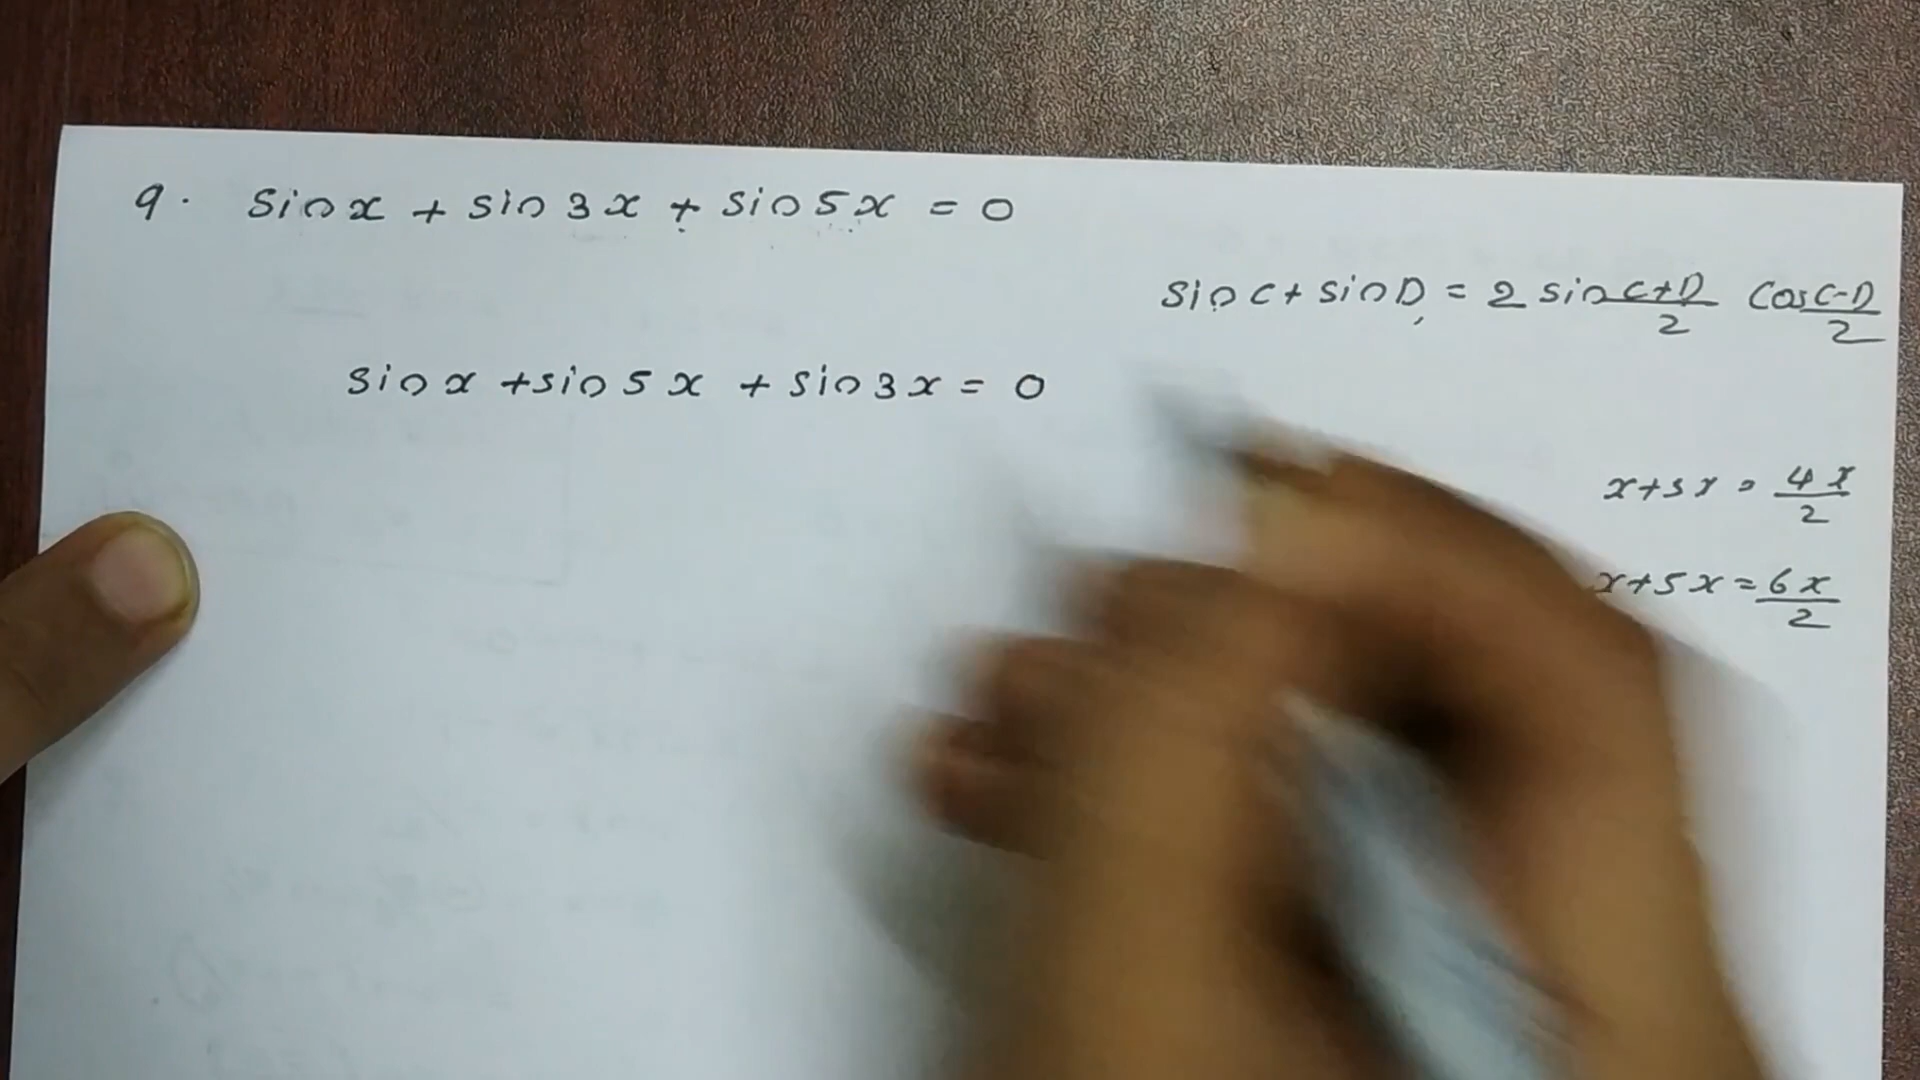 9. sin x + sin 3x + sin 5x = 0
sin C + sin D = 2 sin C+D/2 cos C-D/2
sin x + sin 5x + sin 3x = 0
x+3x = 4x/2
x+5x = 6x/2